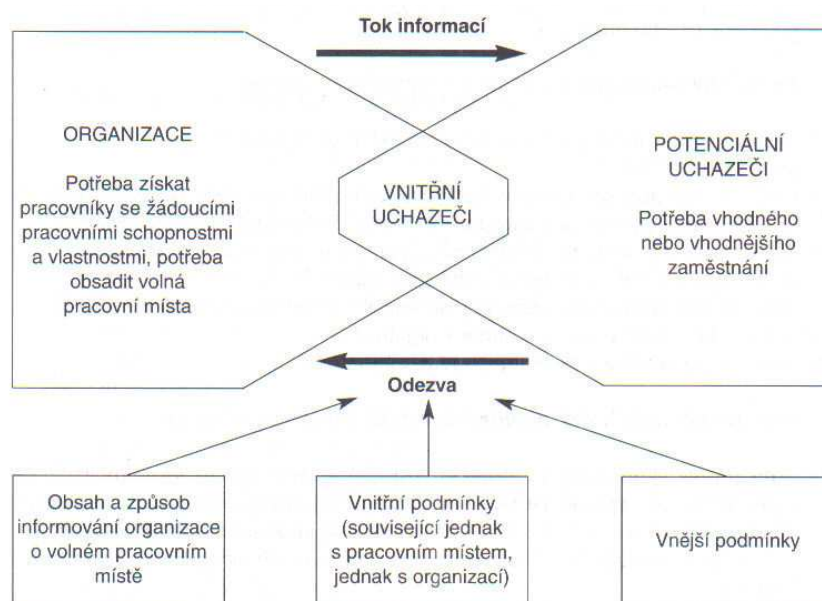 Tok informací
ORGANIZACE
Potřeba získat
pracovníky se žádoucími
pracovními schopnostmi
a vlastnostmi, potřeba
obsadit volná
pracovní místa
VNITŘNÍ
UCHAZEČI
POTENCIÁLNÍ
UCHAZEČI
Potřeba vhodného
nebo vhodnějšího
zaměstnání
Odezva
Obsah a způsob
informování organizace
o volném pracovním
místě
Vnitřní podmínky
(související jednak
s pracovním místem,
jednak s organizací)
Vnější podmínky